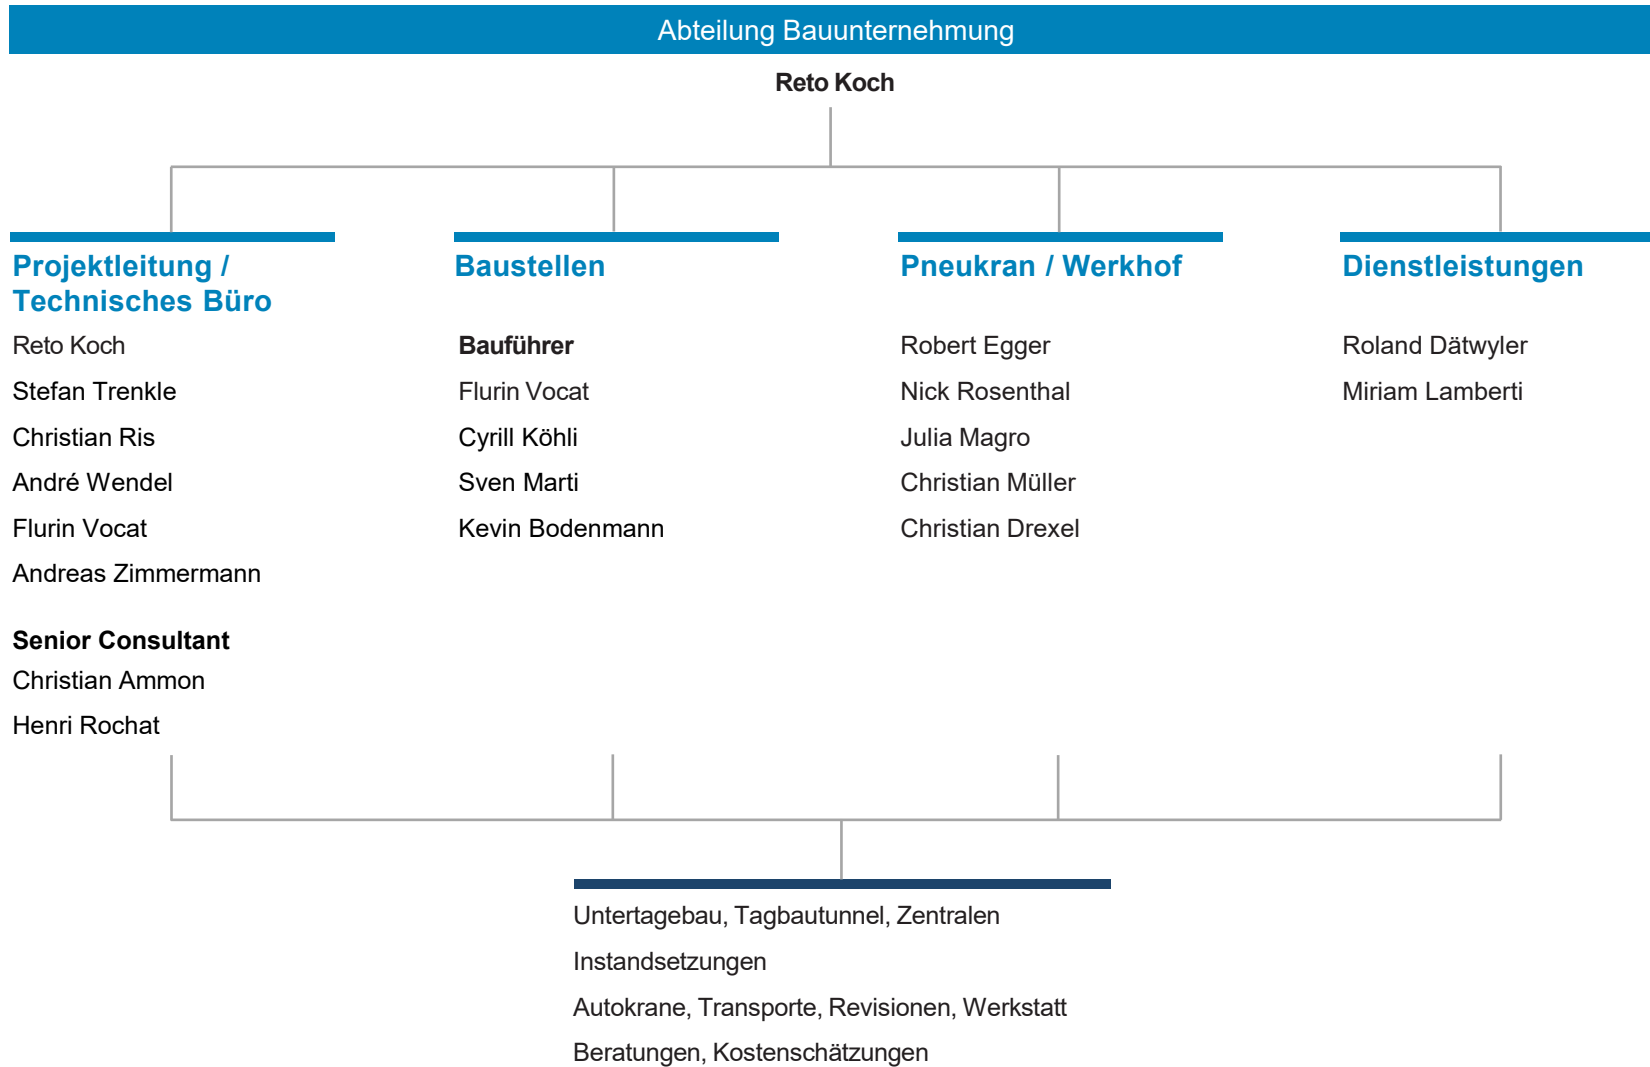 Abteilung Bauunternehmung
Reto Koch
Projektleitung /
Technisches Büro
Reto Koch
Stefan Trenkle
Christian Ris
André Wendel
Flurin Vocat
Andreas Zimmermann
Senior Consultant
Christian Ammon
Henri Rochat
Baustellen
Bauführer
Flurin Vocat
Cyrill Köhli
Sven Marti
Kevin Bodenmann
Pneukran / Werkhof
Robert Egger
Nick Rosenthal
Julia Magro
Christian Müller
Christian Drexel
Dienstleistungen
Roland Dätwyler
Miriam Lamberti
Untertagebau, Tagbautunnel, Zentralen
Instandsetzungen
Autokrane, Transporte, Revisionen, Werkstatt
Beratungen, Kostenschätzungen